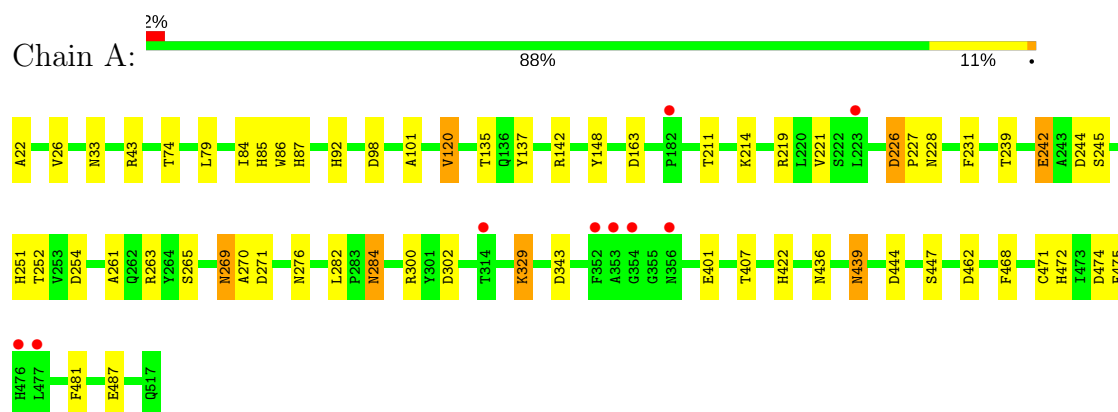 2%
Chain A:
88% 11% •
A22 V26 N33 R43 T74 L79 I84 H85 W86 H87 H92 D98 A101 V120 T135 Q136 Y137 R142 Y148 D163 P182 T211 K214 R219 L220 V221 S222 L223 D226 P227 N228 F231 T239 E242 A243 D244 S245
H251 T252 V253 D254 A261 Q262 R263 Y264 S265 N269 A270 D271 N276 L282 P283 N284 R300 Y301 D302 T314 K329 D343 F352 A353 G354 G355 N356 E401 T407 H422 N436 N439 D444 S447 D462 F468 C471 H472 I473 D474
H476 L477 F481 E487 Q517